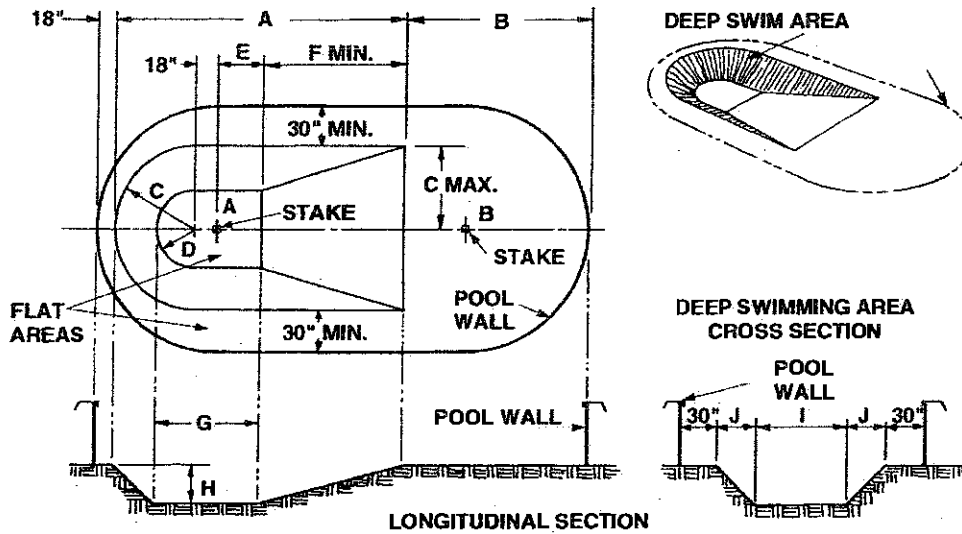 18"
A
B
DEEP SWIM AREA
18"
E
F MIN.
30" MIN.
C
C MAX.
A
STAKE
B
STAKE
D
FLAT
AREAS
POOL
WALL
30" MIN.
DEEP SWIMMING AREA
CROSS SECTION
POOL
WALL
G
POOL WALL
30" J I J 30"
H
LONGITUDINAL SECTION